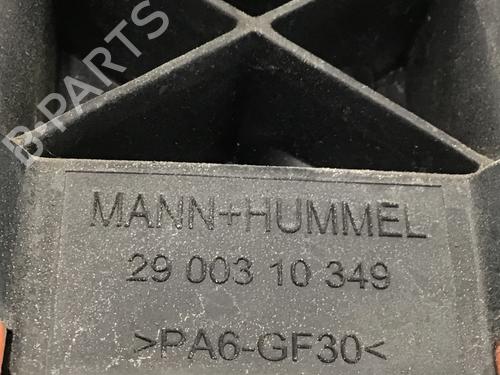 B PARTS
MANN+HUMMEL
29 003 10 349
>PA6-GF30<